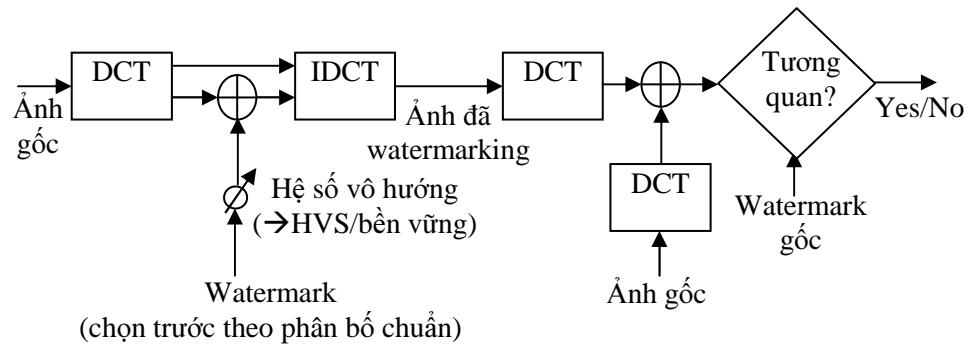 DCT
IDCT
DCT
Tương
quan?
Ảnh
gốc
Ảnh đã
watermarking
Yes/No
Hệ số vô hướng
(→HVS/bền vững)
DCT
Watermark
gốc
Watermark
(chọn trước theo phân bố chuẩn)
Ảnh gốc